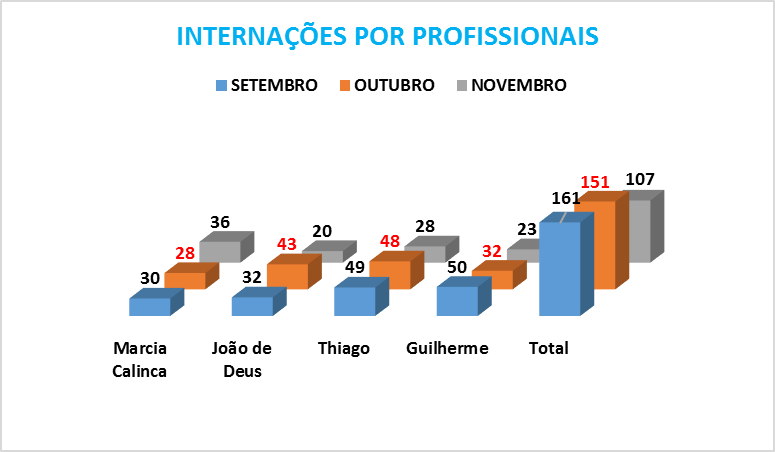 INTERNAÇÕES POR PROFISSIONAIS
SETEMBRO OUTUBRO NOVEMBRO
161 151 107
36 20 28 23
28 43 48 32
30 32 49 50
Marcia Calinca
João de Deus
Thiago
Guilherme
Total